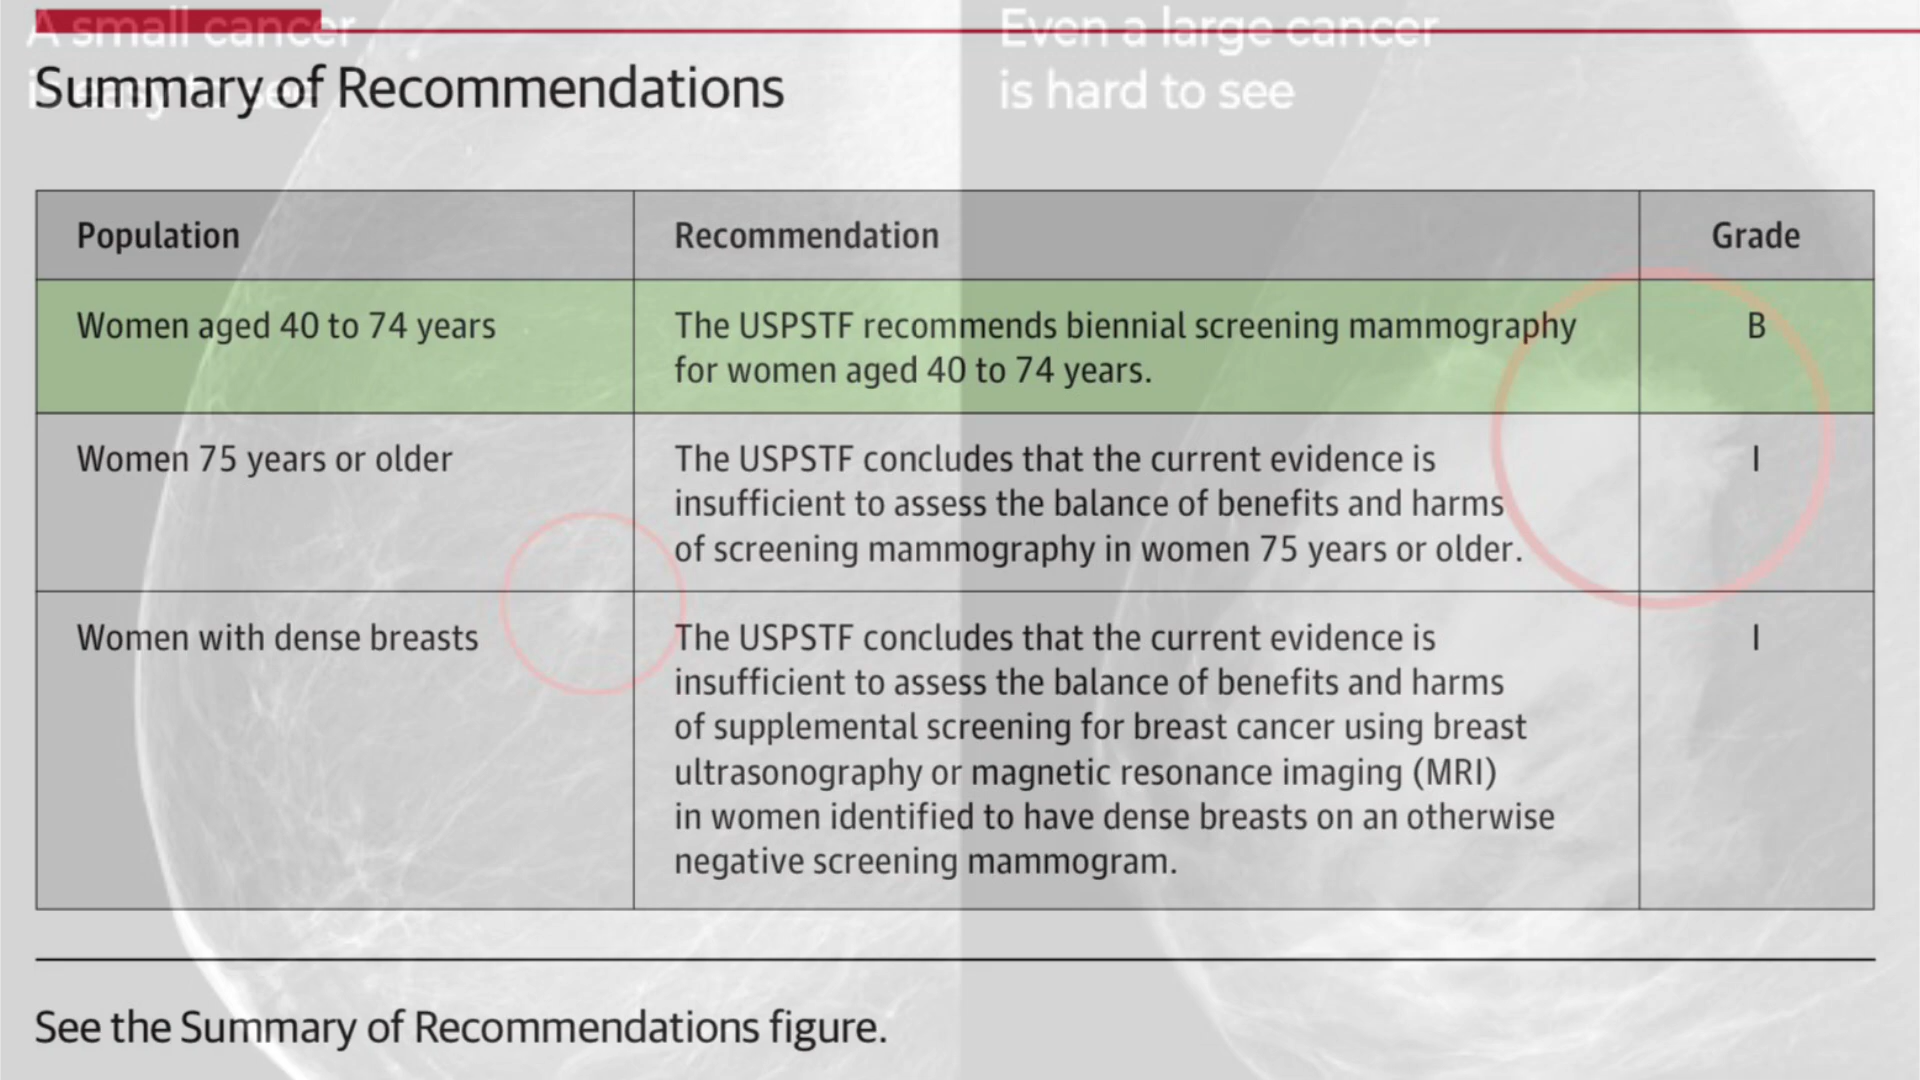 A small cancer
is easy to see
Even a large cancer
is hard to see
Summary of Recommendations
Population
Recommendation
Grade
Women aged 40 to 74 years
The USPSTF recommends biennial screening mammography
for women aged 40 to 74 years.
B
Women 75 years or older
The USPSTF concludes that the current evidence is
insufficient to assess the balance of benefits and harms
of screening mammography in women 75 years or older.
I
Women with dense breasts
The USPSTF concludes that the current evidence is
insufficient to assess the balance of benefits and harms
of supplemental screening for breast cancer using breast
ultrasonography or magnetic resonance imaging (MRI)
in women identified to have dense breasts on an otherwise
negative screening mammogram.
I
See the Summary of Recommendations figure.